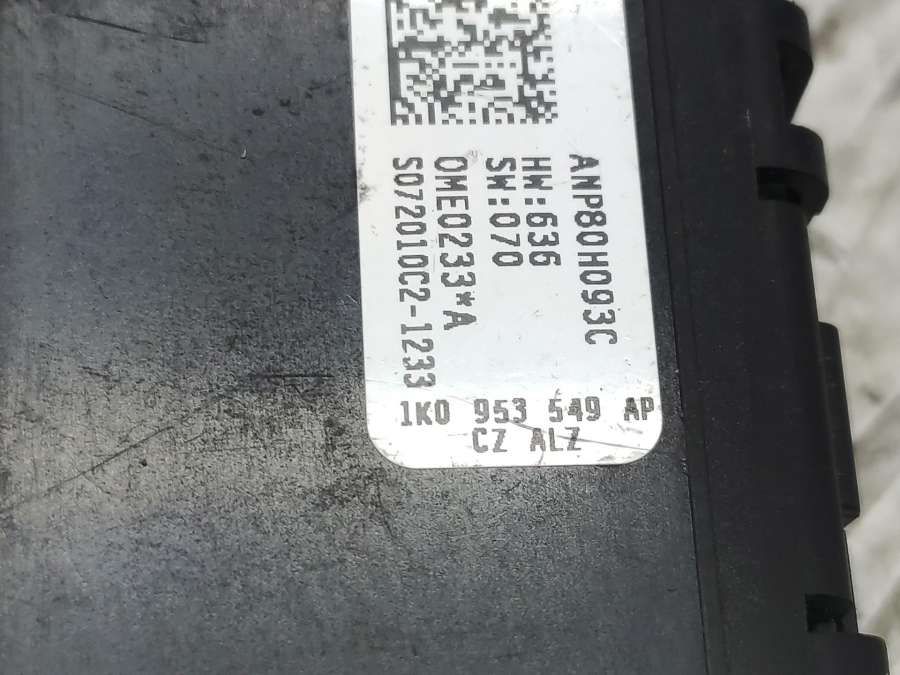 ANP80H093C
HW:636
SW:070
OME0233*A
S072010C2-1233
1K0 953 549 AP
CZ ALZ